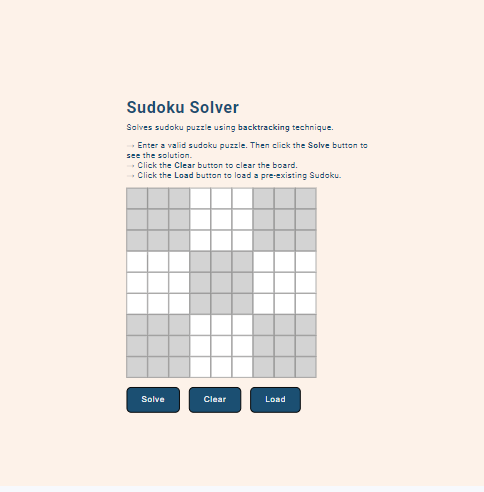 Sudoku Solver
Solves sudoku puzzle using backtracking technique.
→ Enter a valid sudoku puzzle. Then click the Solve button to
see the solution.
→ Click the Clear button to clear the board.
→ Click the Load button to load a pre-existing Sudoku.
Solve Clear Load